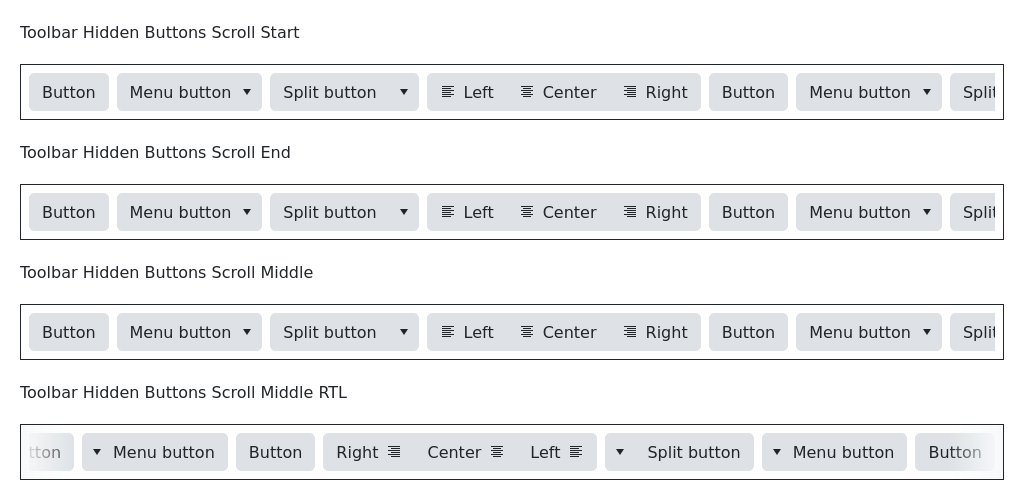 Toolbar Hidden Buttons Scroll Start
Button Menu button Split button Left Center Right Button Menu button Split
Toolbar Hidden Buttons Scroll End
Button Menu button Split button Left Center Right Button Menu button Split
Toolbar Hidden Buttons Scroll Middle
Button Menu button Split button Left Center Right Button Menu button Split
Toolbar Hidden Buttons Scroll Middle RTL
tton Menu button Button Right Center Left Split button Menu button Button